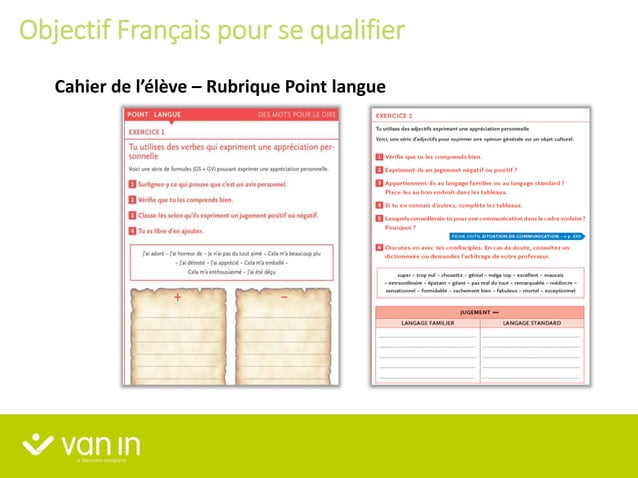 Objectif Français pour se qualifier
Cahier de l’élève – Rubrique Point langue
POINT LANGUE DES MOTS POUR LE DIRE
EXERCICE 1
Tu utilises des verbes qui expriment une appréciation per-
sonnelle
Voici une série de formules (GS + GV) pouvant exprimer une appréciation personnelle.
1 Surlignes-y ce qui prouve que c'est un avis personnel.
2 Vérifie que tu les comprends bien.
3 Classe-les selon qu'ils expriment un jugement positif ou négatif.
4 Tu es libre d'en ajouter.
J'ai adoré – J'ai horreur de – Je n'ai pas du tout aimé – Cela m'a beaucoup plu
– J'ai détesté – J'ai apprécié – Cela m'a emballé –
Cela m'a enthousiasmé – J'ai été déçu
+ −
EXERCICE 2
Tu utilises des adjectifs exprimant une appréciation personnelle
Voici, une série d'adjectifs pour exprimer une opinion générale sur un objet culturel.
1 Vérifie que tu les comprends bien.
2 Expriment-ils un jugement négatif ou positif ?
3 Appartiennent-ils au langage familier ou au langage standard ?
Place-les au bon endroit dans les tableaux.
4 Si tu en connais d'autres, complète les tableaux.
5 Lesquels conseillerais-tu pour une communication dans le cadre scolaire ?
Pourquoi ?
FICHE OUTIL SITUATION DE COMMUNICATION → p. XXX
6 Discutez-en avec tes condisciples. En cas de doute, consultez un
dictionnaire ou demandez l'arbitrage de votre professeur.
super – trop nul – chouette – génial – méga top – excellent – mauvais
– extraordinaire – épatant – géant – pas mal du tout – remarquable – médiocre –
sensationnel – formidable – vachement bien – fabuleux – mortel – exceptionnel
JUGEMENT —
LANGAGE FAMILIER LANGAGE STANDARD
van in
a sanoma company